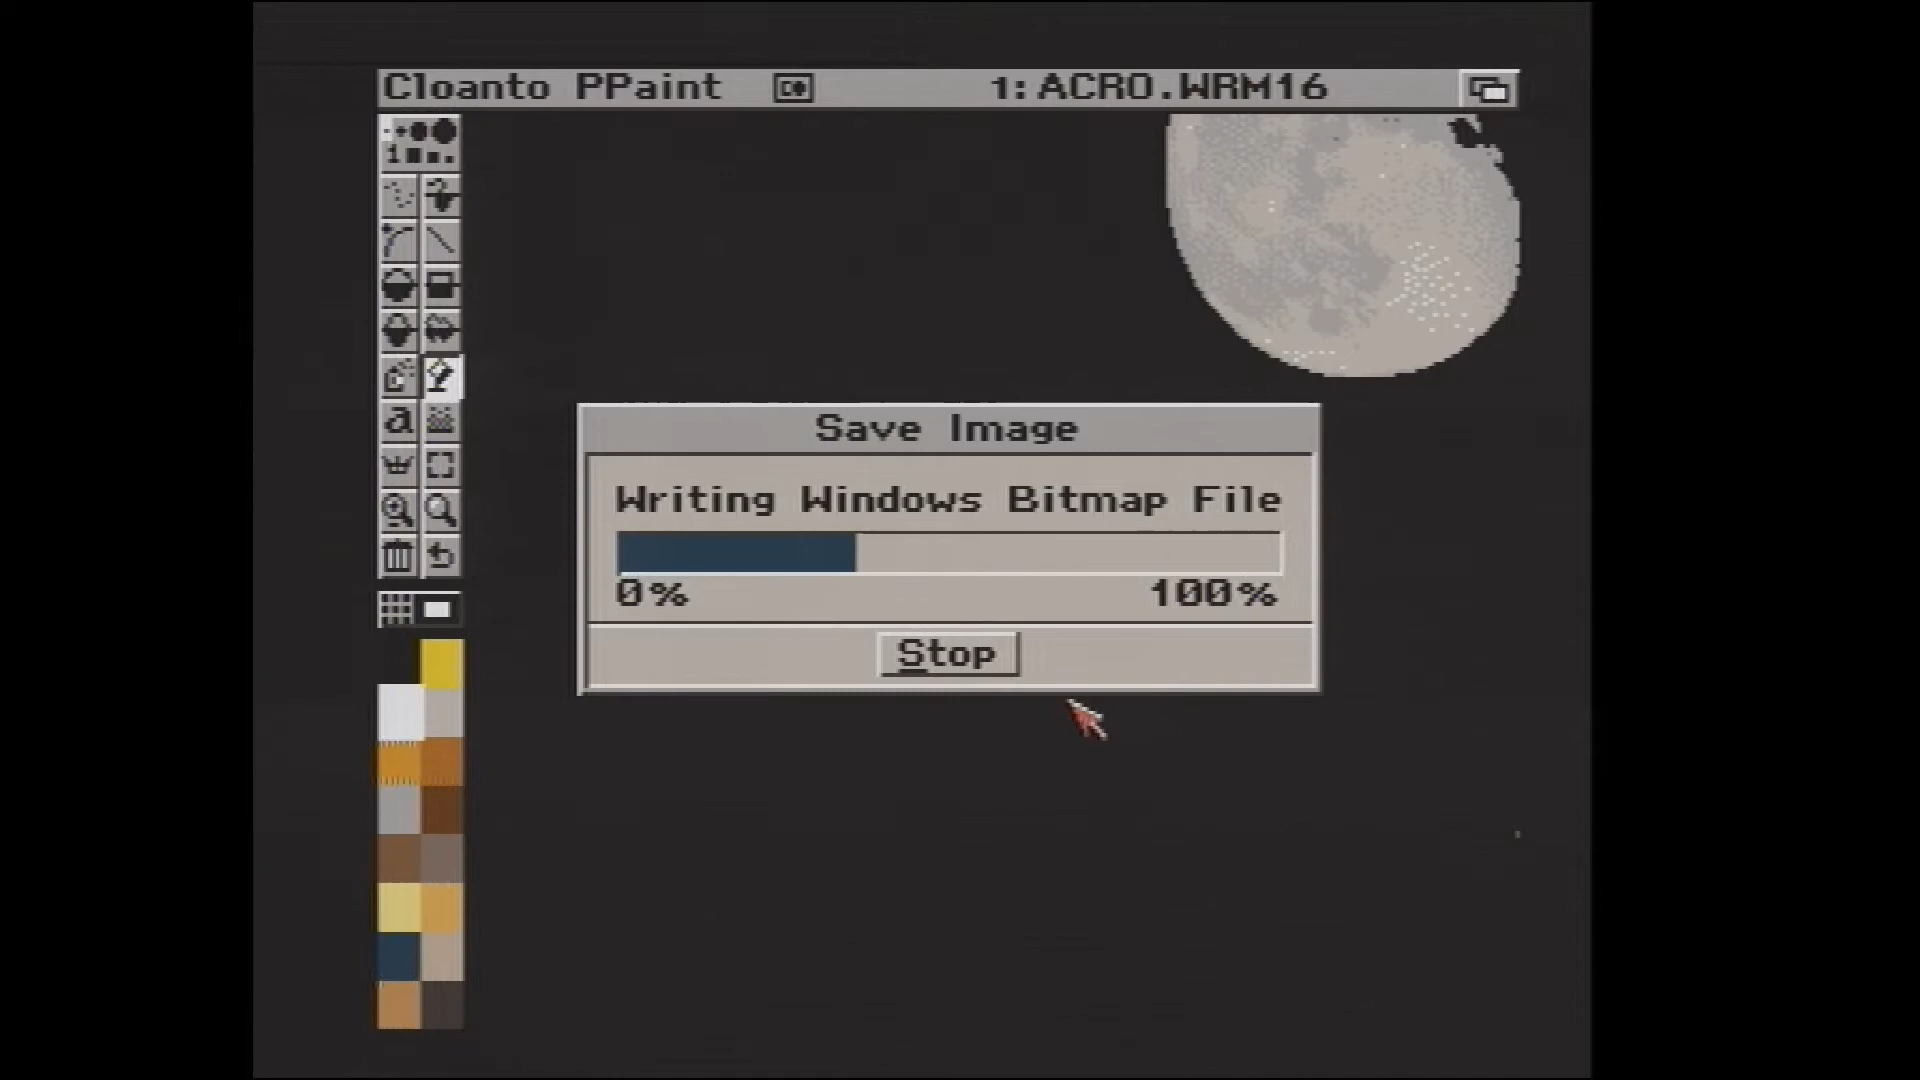 Cloanto PPaint 1:ACRO.WRM16
Save Image
Writing Windows Bitmap File
0% 100%
Stop